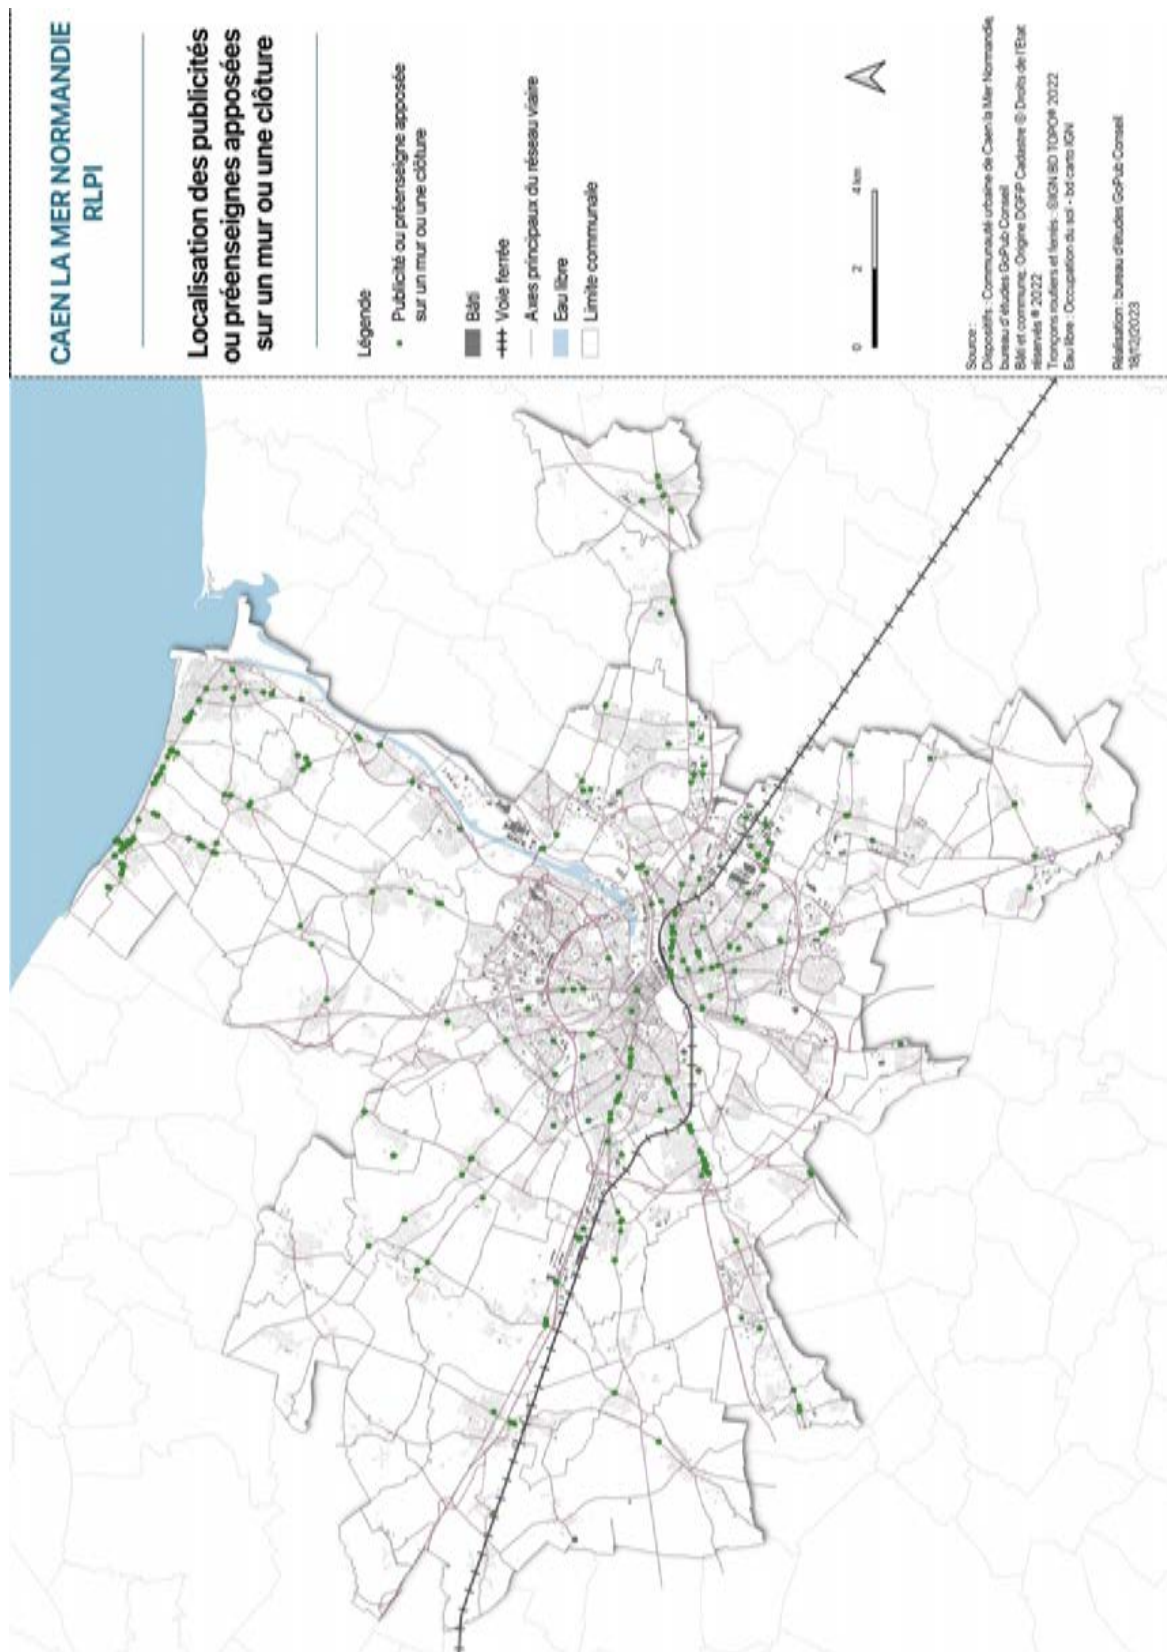 CAEN LA MER NORMANDIE
RLPI
Localisation des publicités
ou préenseignes apposées
sur un mur ou une clôture
Légende
Publicité ou préenseigne apposée
sur un mur ou une clôture
Bâti
Voie ferrée
Axes principaux du réseau viaire
Eau libre
Limite communale
0 2 4 km
Source :
Dispositifs : Communauté urbaine de Caen la Mer Normandie,
bureau d'études GoPub Conseil
Bâti et commune, Origine DGFiP Cadastre © Droits de l'Etat
réservés ® 2022
Tronçons routiers et ferrés : ©IGN BD TOPO® 2022
Eau libre : Occupation du sol - bd carto IGN
Réalisation : bureau d'études GoPub Conseil
18/12/2023